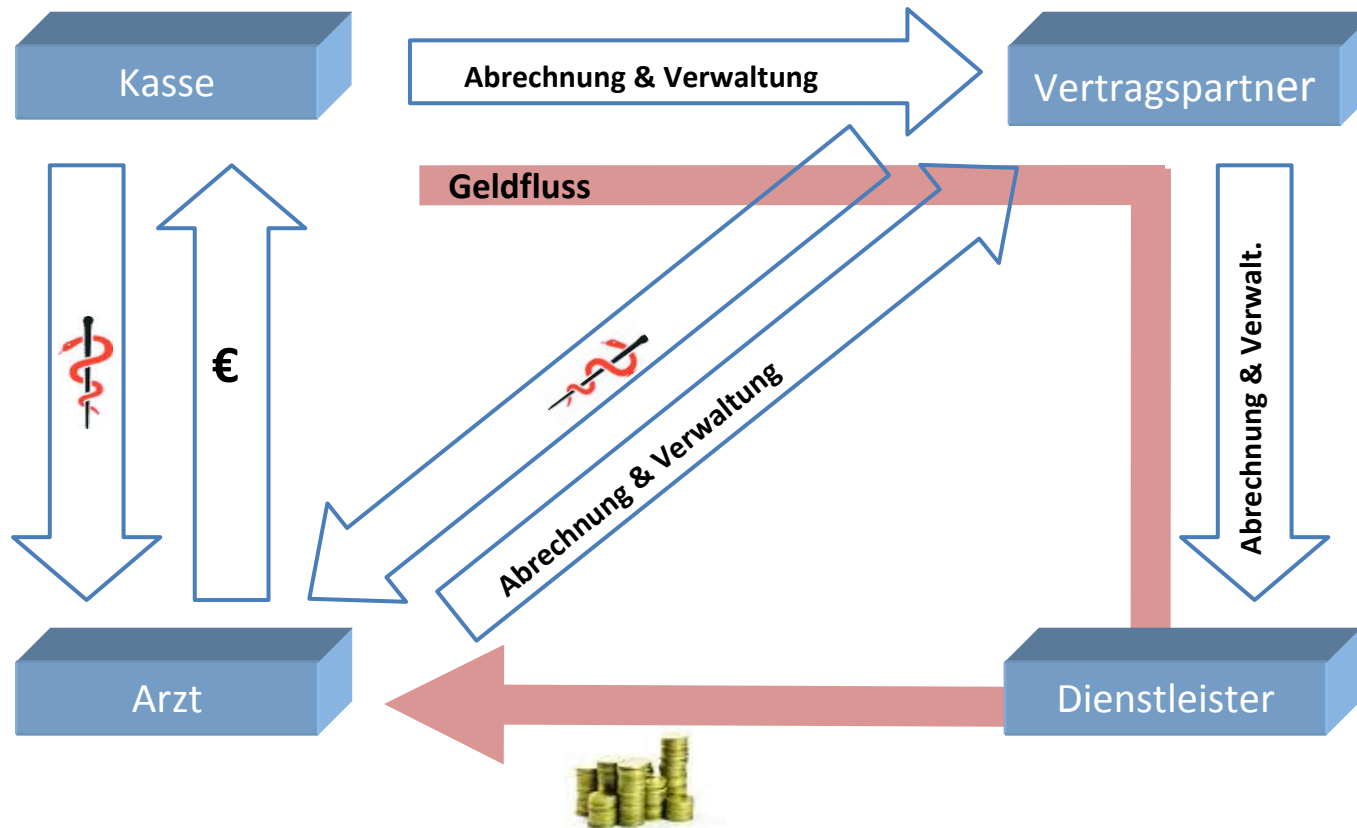 Kasse
Abrechnung & Verwaltung
Vertragspartner
Geldfluss
€
Abrechnung & Verwaltung
Abrechnung & Verwalt.
Arzt
Dienstleister